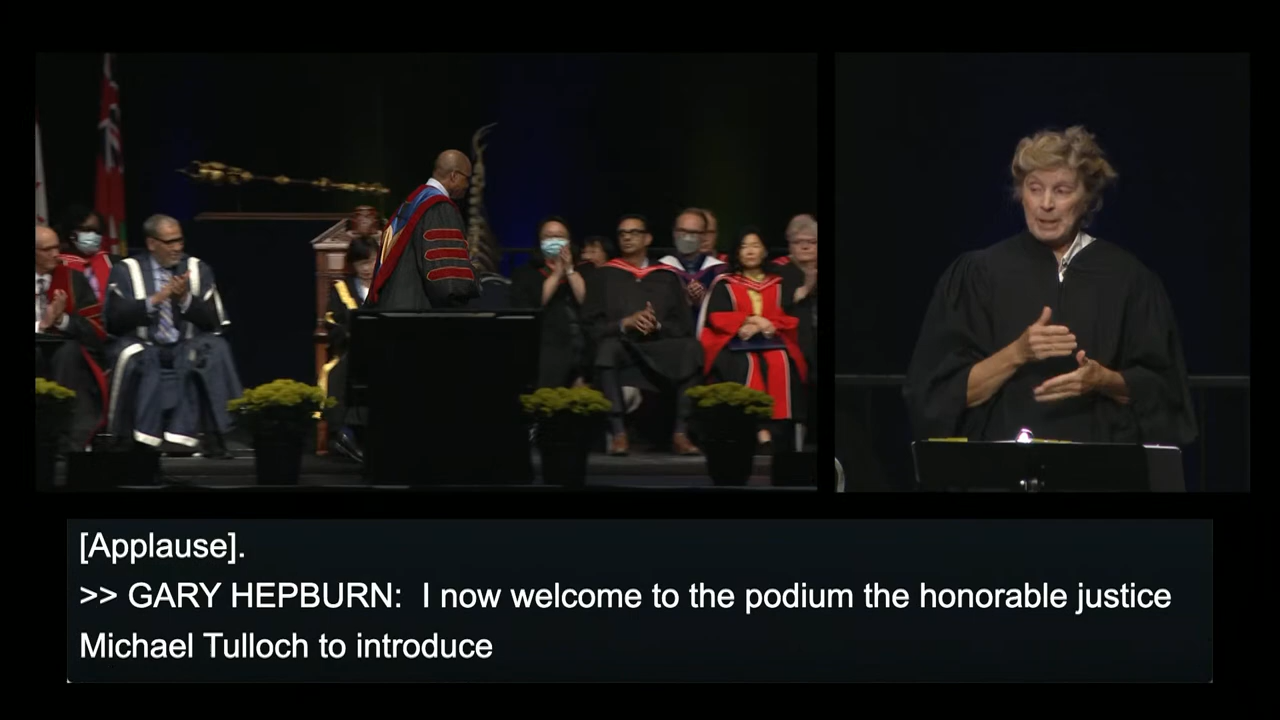 [Applause].
>> GARY HEPBURN:  I now welcome to the podium the honorable justice
Michael Tulloch to introduce